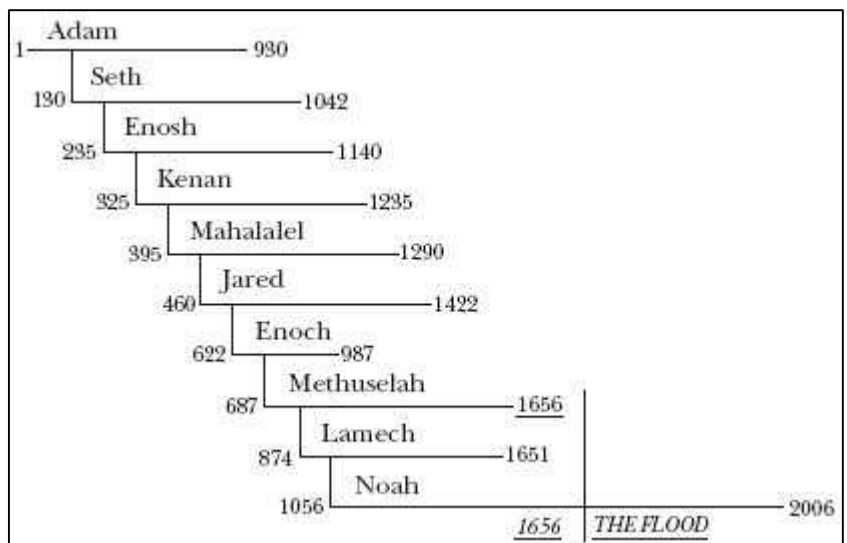 Adam
1 930
Seth
130 1042
Enosh
235 1140
Kenan
325 1235
Mahalalel
395 1290
Jared
460 1422
Enoch
622 987
Methuselah
687 1656
Lamech
874 1651
Noah
1056 2006
1656 THE FLOOD